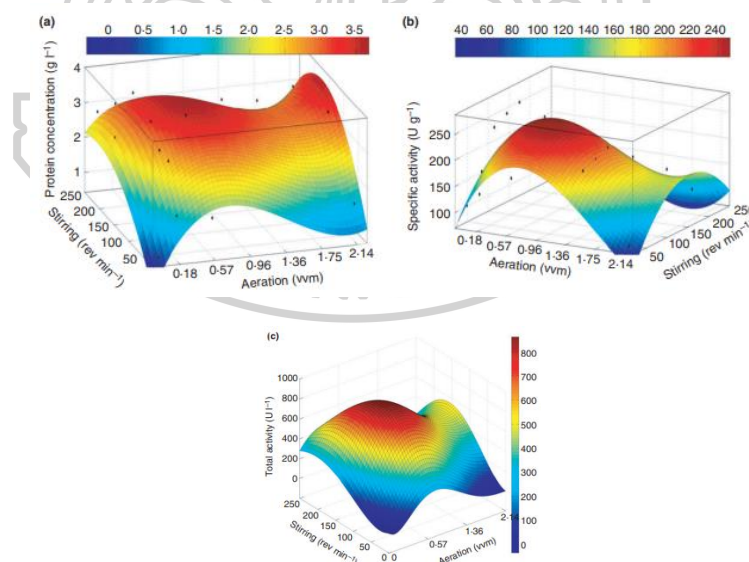 (a)
0 0·5 1·0 1·5 2·0 2·5 3·0 3·5
Protein concentration (g l⁻¹)
4
3
2
1
250
200
150
100
50
Stirring (rev min⁻¹)
0·18 0·57 0·96 1·36 1·75 2·14
Aeration (vvm)
(b)
40 60 80 100 120 140 160 180 200 220 240
Specific activity (U g⁻¹)
250
200
150
100
0·18 0·57 0·96 1·36 1·75 2·14
Aeration (vvm)
50 100 150 200 250
Stirring (rev min⁻¹)
(c)
Total activity (U l⁻¹)
1000
800
600
400
200
0
250
200
150
100
50
0
Stirring (rev min⁻¹)
0 0·57 1·36 2·14
Aeration (vvm)
800
700
600
500
400
300
200
100
0